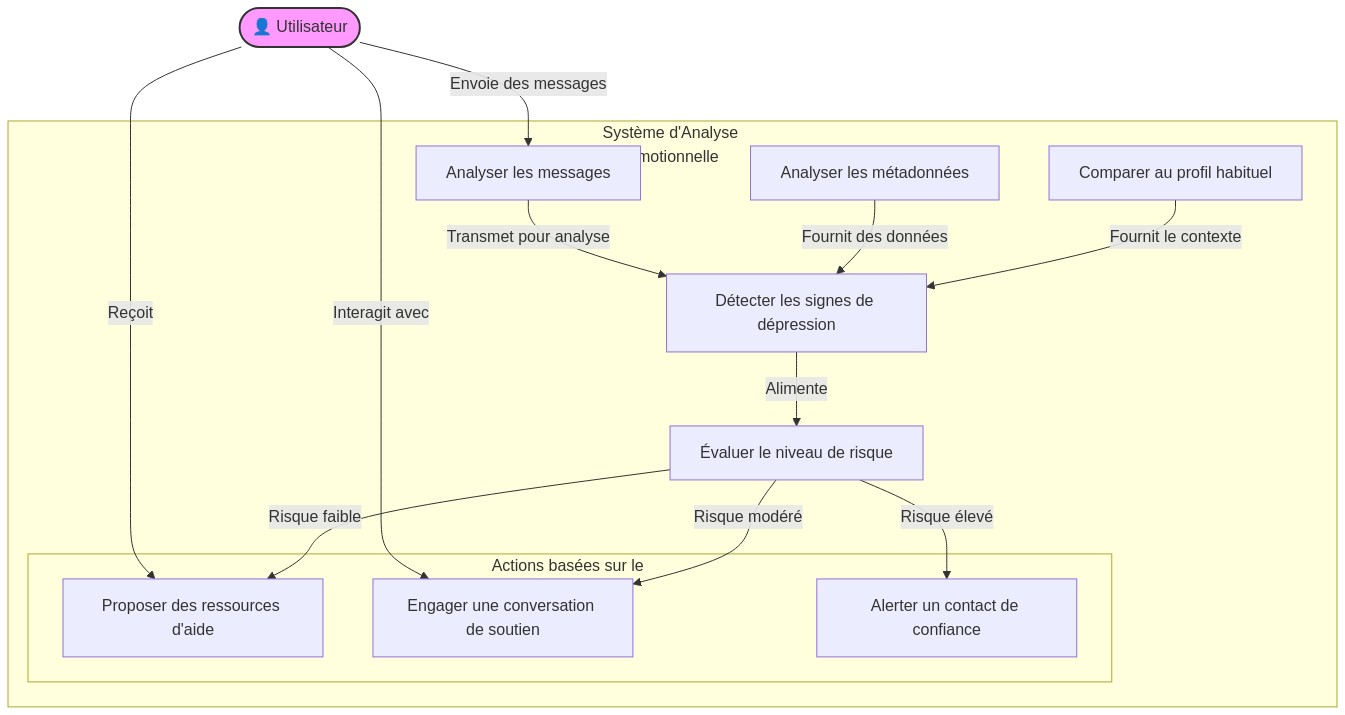 👤 Utilisateur
Envoie des messages
Système d'Analyse
motionnelle
Analyser les messages
Analyser les métadonnées
Comparer au profil habituel
Transmet pour analyse
Fournit des données
Fournit le contexte
Détecter les signes de
dépression
Reçoit
Interagit avec
Alimente
Évaluer le niveau de risque
Risque faible
Risque modéré
Risque élevé
Actions basées sur le
Proposer des ressources
d'aide
Engager une conversation
de soutien
Alerter un contact de
confiance